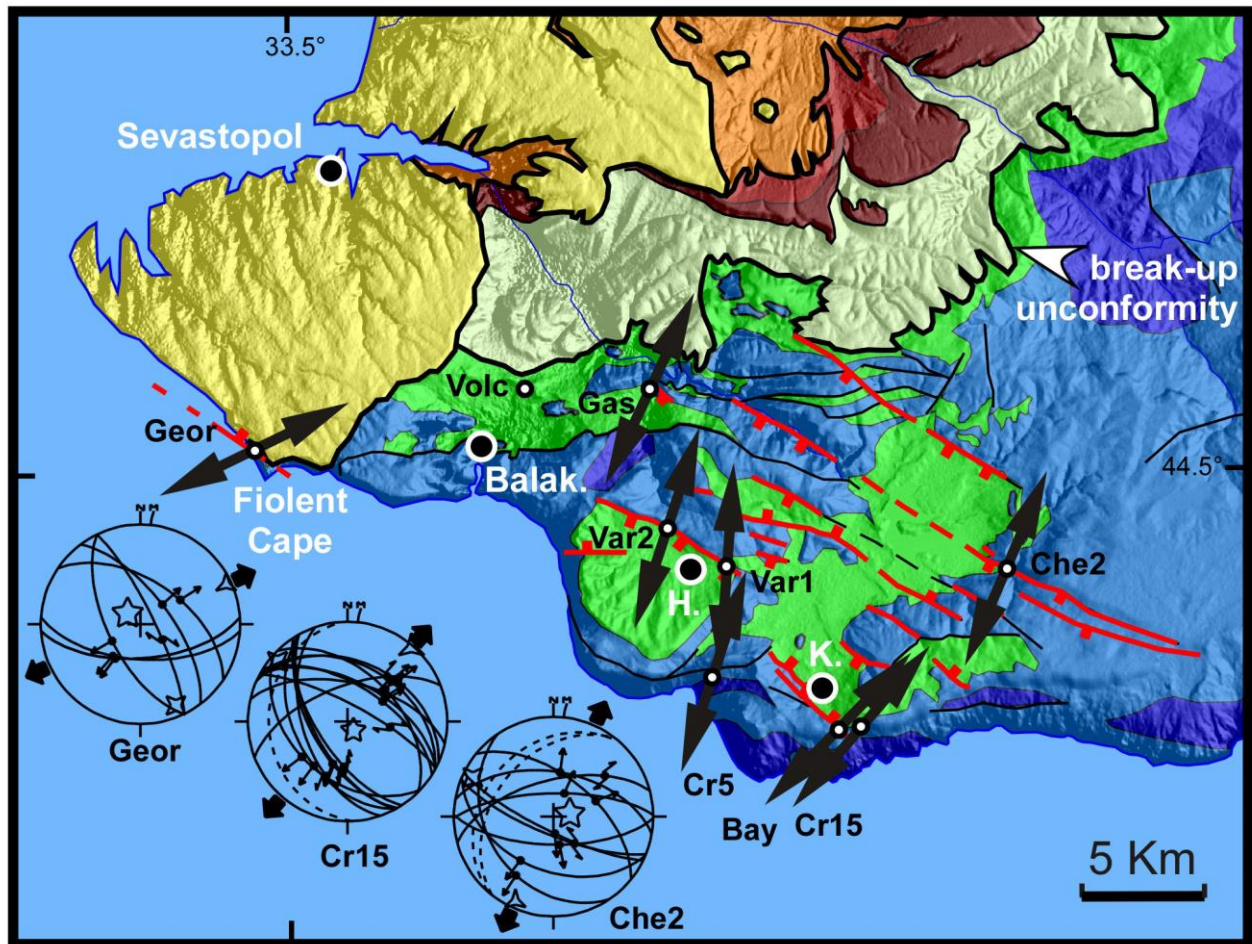 33.5°
Sevastopol
break-up
unconformity
Volc
Gas
Geor
Balak.
44.5°
Fiolent
Cape
Var2
Var1
Che2
H.
K.
N M
N M
N M
Geor
Cr5
Bay
Cr15
Cr15
5 Km
Che2